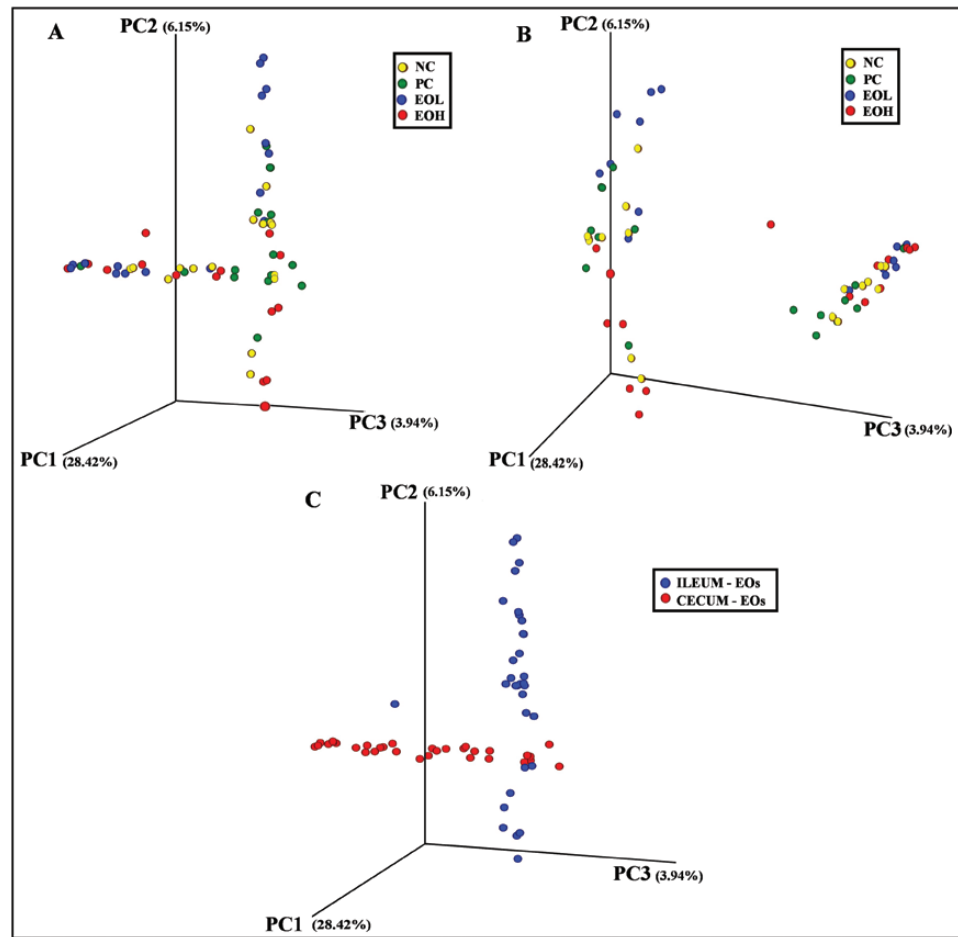 A
PC2 (6.15%)
NC
PC
EOL
EOH
PC3 (3.94%)
PC1 (28.42%)
B
PC2 (6.15%)
NC
PC
EOL
EOH
PC3 (3.94%)
PC1 (28.42%)
C
PC2 (6.15%)
ILEUM - EOs
CECUM - EOs
PC3 (3.94%)
PC1 (28.42%)